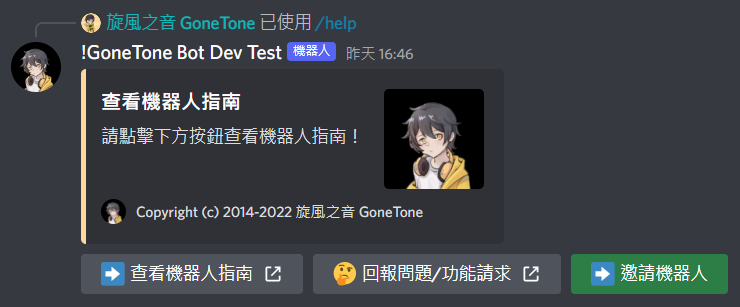 旋風之音 GoneTone 已使用 /help
!GoneTone Bot Dev Test 機器人 昨天 16:46
查看機器人指南
請點擊下方按鈕查看機器人指南！
Copyright (c) 2014-2022 旋風之音 GoneTone
➡️ 查看機器人指南 🤔 回報問題/功能請求 ➡️ 邀請機器人